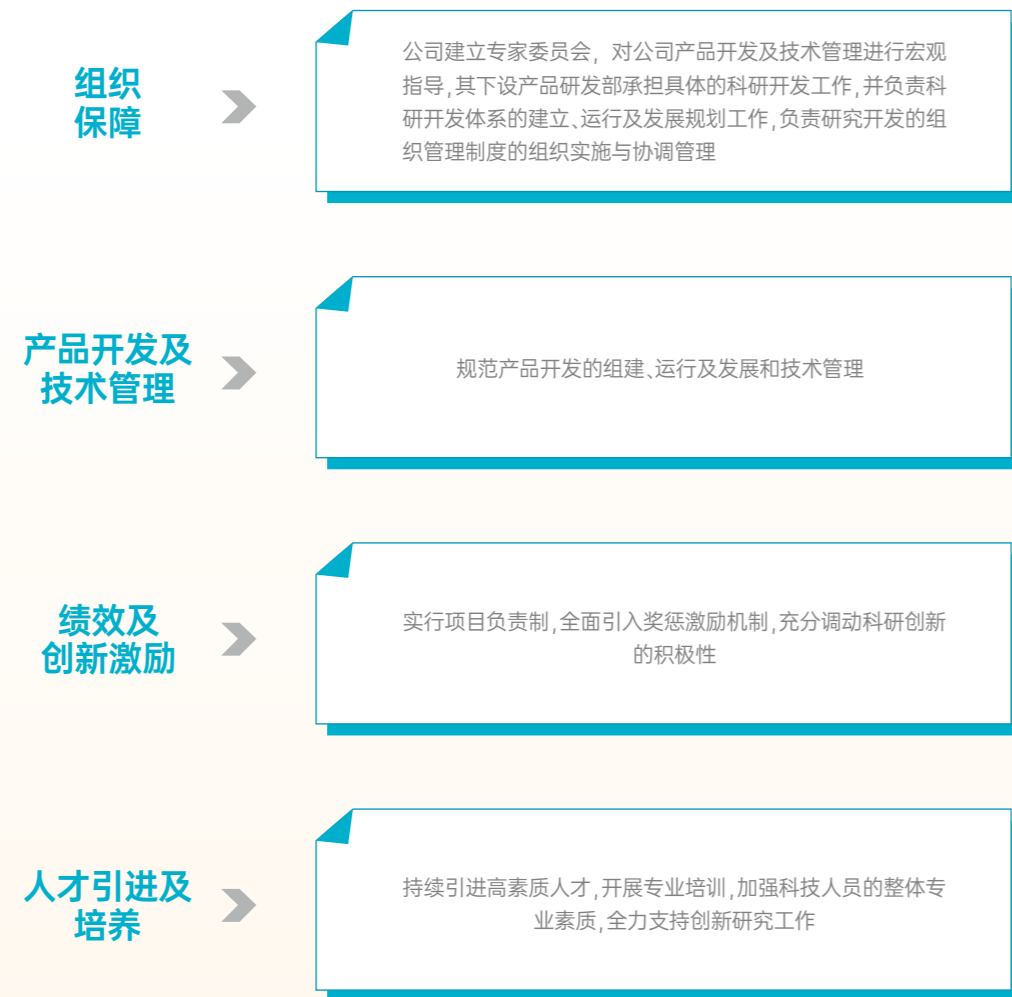 组织
保障
公司建立专家委员会，对公司产品开发及技术管理进行宏观
指导，其下设产品研发部承担具体的科研开发工作，并负责科
研开发体系的建立、运行及发展规划工作，负责研究开发的组
织管理制度的组织实施与协调管理
产品开发及
技术管理
规范产品开发的组建、运行及发展和技术管理
绩效及
创新激励
实行项目负责制，全面引入奖惩激励机制，充分调动科研创新
的积极性
人才引进及
培养
持续引进高素质人才，开展专业培训，加强科技人员的整体专
业素质，全力支持创新研究工作